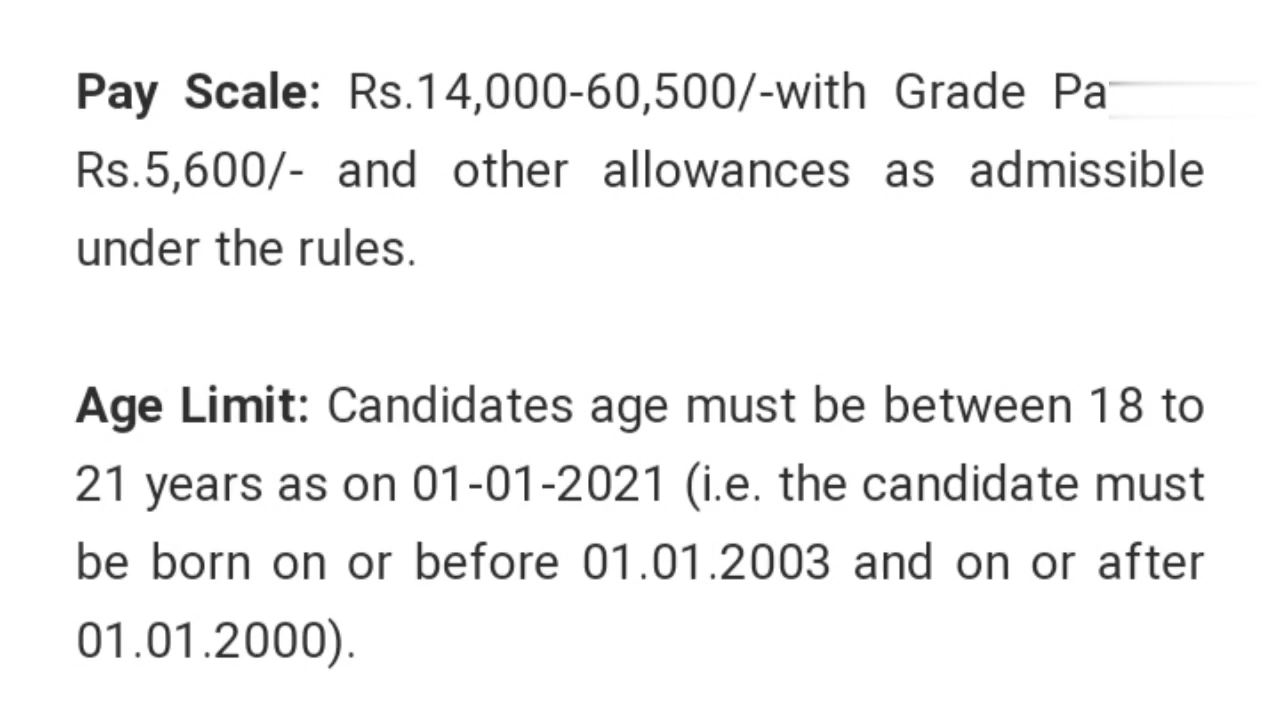 Pay Scale: Rs.14,000-60,500/-with Grade Pa
Rs.5,600/- and other allowances as admissible
under the rules.
Age Limit: Candidates age must be between 18 to
21 years as on 01-01-2021 (i.e. the candidate must
be born on or before 01.01.2003 and on or after
01.01.2000).